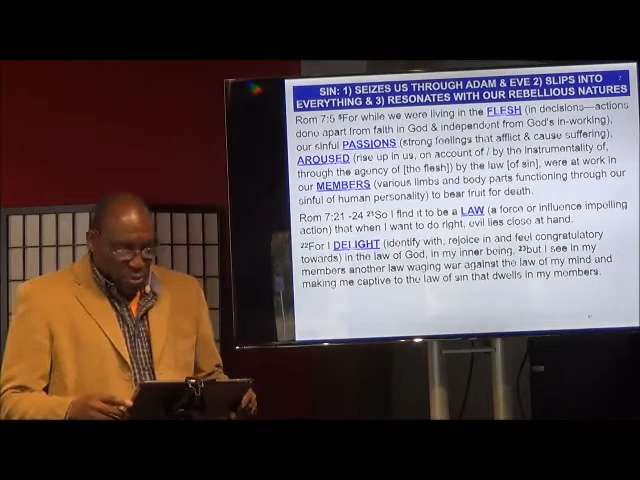 SIN: 1) SEIZES US THROUGH ADAM & EVE 2) SLIPS INTO
EVERYTHING & 3) RESONATES WITH OUR REBELLIOUS NATURES
Rom 7:5 ⁵For while we were living in the FLESH (in decisions—actions
done apart from faith in God & independent from God's in-working),
our sinful PASSIONS (strong feelings that afflict & cause suffering),
AROUSED (rise up in us, on account of / by the instrumentality of,
through the agency of [the flesh]) by the law [of sin], were at work in
our MEMBERS (various limbs and body parts functioning through our
sinful of human personality) to bear fruit for death.
Rom 7:21 -24 ²¹So I find it to be a LAW (a force or influence impelling
action) that when I want to do right, evil lies close at hand.
²²For I DELIGHT (identify with, rejoice in and feel congratulatory
towards) in the law of God, in my inner being, ²³but I see in my
members another law waging war against the law of my mind and
making me captive to the law of sin that dwells in my members.